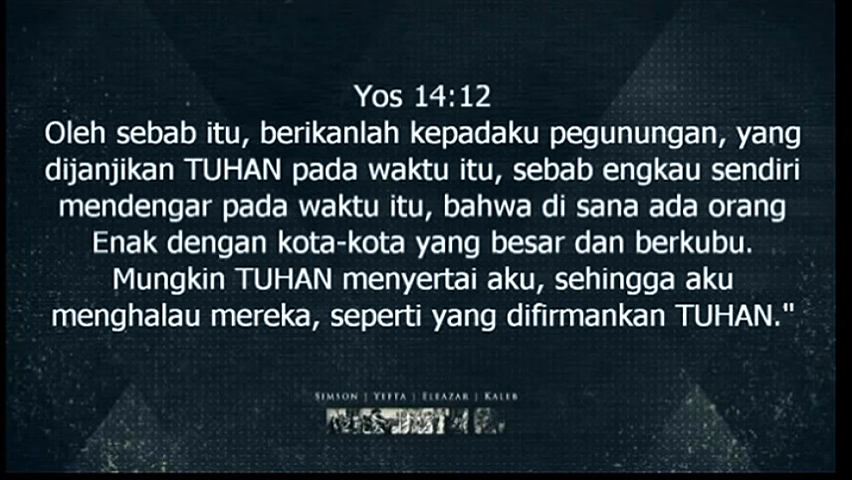 Yos 14:12
Oleh sebab itu, berikanlah kepadaku pegunungan, yang
dijanjikan TUHAN pada waktu itu, sebab engkau sendiri
mendengar pada waktu itu, bahwa di sana ada orang
Enak dengan kota-kota yang besar dan berkubu.
Mungkin TUHAN menyertai aku, sehingga aku
menghalau mereka, seperti yang difirmankan TUHAN."
SIMSON | YEFTA | ELEAZAR | KALEB